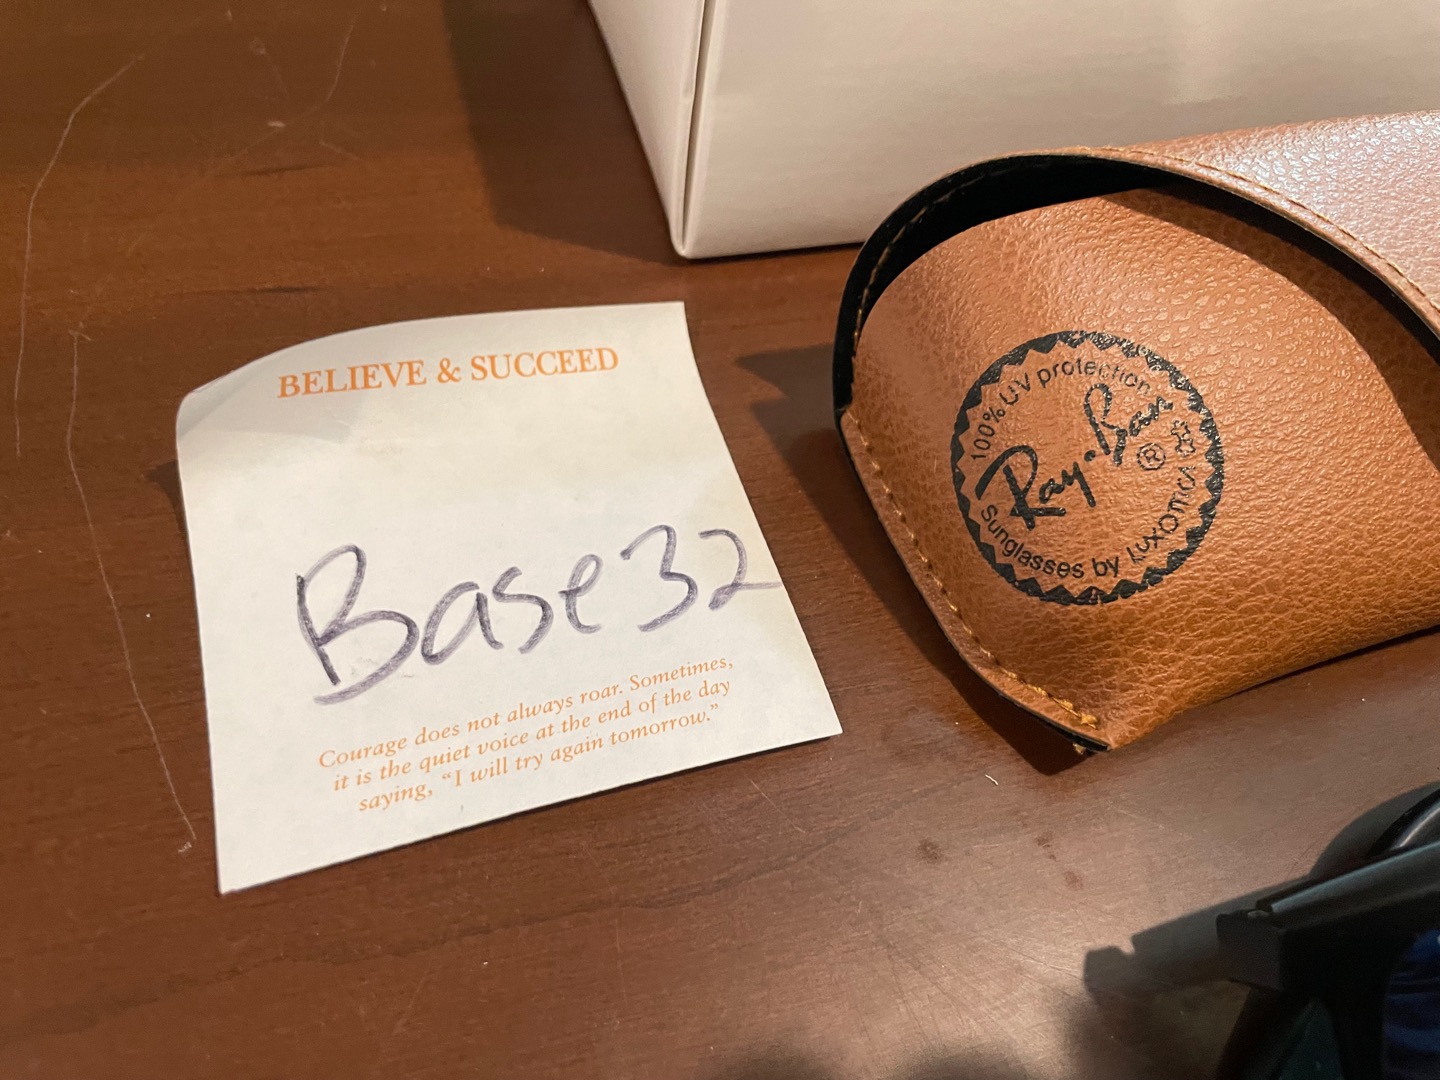 BELIEVE & SUCCEED
Base32
Courage does not always roar. Sometimes,
it is the quiet voice at the end of the day
saying, “I will try again tomorrow.”
100% UV protection
Ray-Ban
®
Sunglasses by